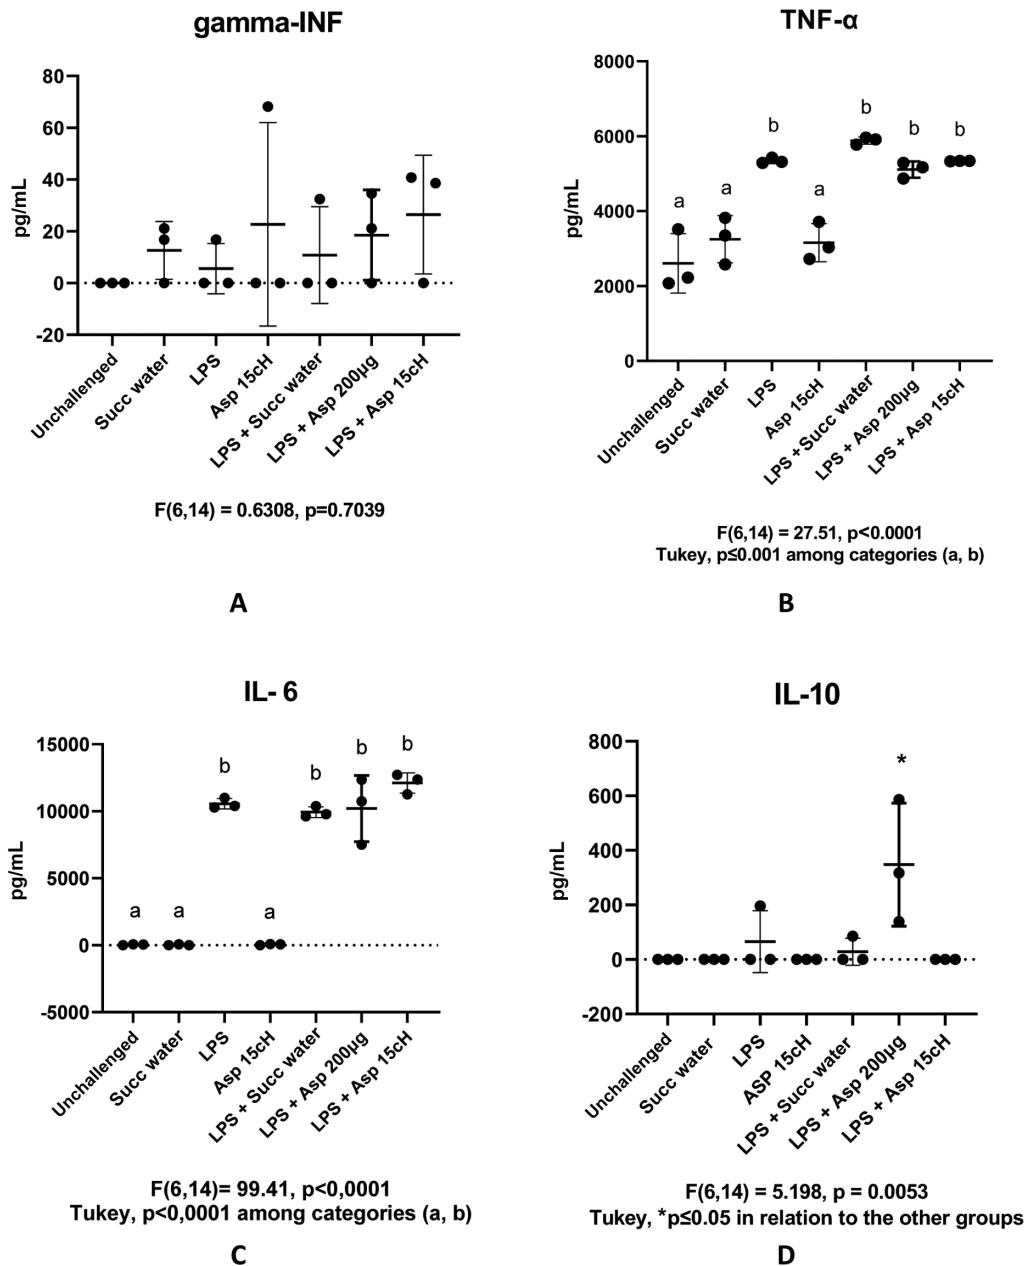 gamma-INF
80
60
40
20
0
-20
pg/mL
Unchallenged
Succ water
LPS
Asp 15cH
LPS + Succ water
LPS + Asp 200µg
LPS + Asp 15cH
F(6,14) = 0.6308, p=0.7039
A
TNF-α
8000
6000
4000
2000
0
pg/mL
a
a
b
a
b
b
b
Unchallenged
Succ water
LPS
Asp 15cH
LPS + Succ water
LPS + Asp 200µg
LPS + Asp 15cH
F(6,14) = 27.51, p<0.0001
Tukey, p≤0.001 among categories (a, b)
B
IL- 6
15000
10000
5000
0
-5000
pg/mL
a
a
b
a
b
b
b
Unchallenged
Succ water
LPS
Asp 15cH
LPS + Succ water
LPS + Asp 200µg
LPS + Asp 15cH
F(6,14)= 99.41, p<0,0001
Tukey, p<0,0001 among categories (a, b)
C
IL-10
800
600
400
200
0
-200
pg/mL
*
Unchallenged
Succ water
LPS
ASP 15cH
LPS + Succ water
LPS + Asp 200µg
LPS + Asp 15cH
F(6,14) = 5.198, p = 0.0053
Tukey, *p≤0.05 in relation to the other groups
D